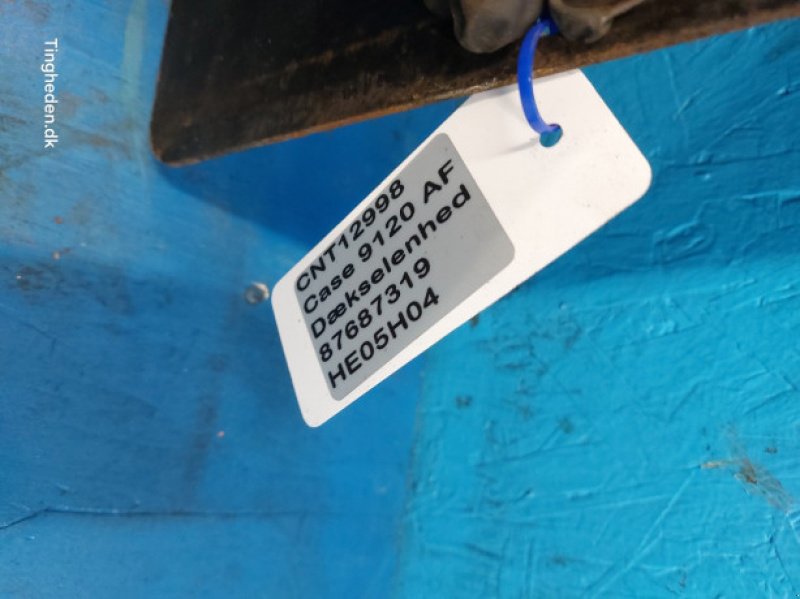 Tingheden.dk
CNT12998
Case 9120 AF
Dækselenhed
87687319
HE05H04